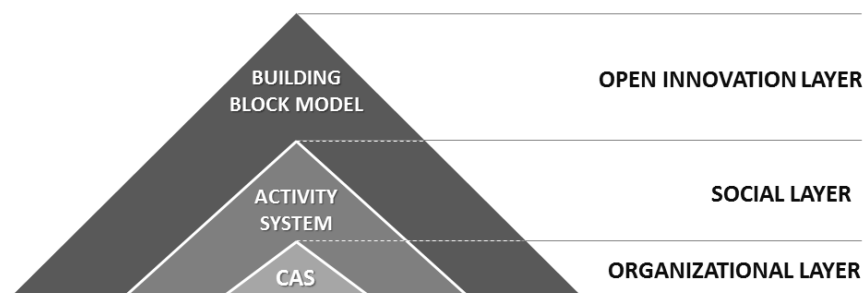 BUILDING
BLOCK MODEL
OPEN INNOVATION LAYER
ACTIVITY
SYSTEM
SOCIAL LAYER
CAS
ORGANIZATIONAL LAYER